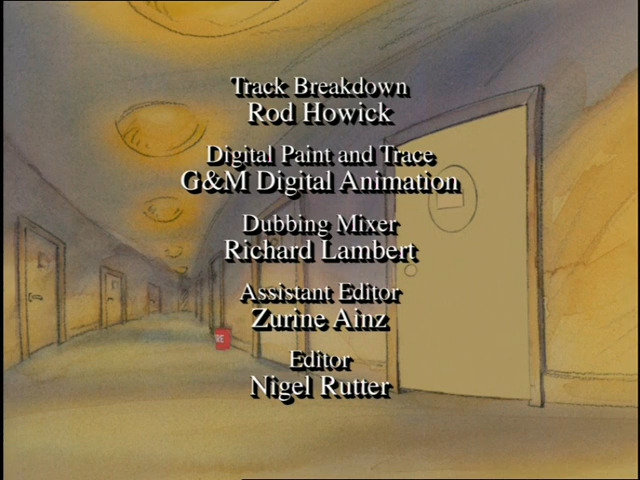 Track Breakdown
Rod Howick
Digital Paint and Trace
G&M Digital Animation
Dubbing Mixer
Richard Lambert
Assistant Editor
Zurine Ainz
Editor
Nigel Rutter